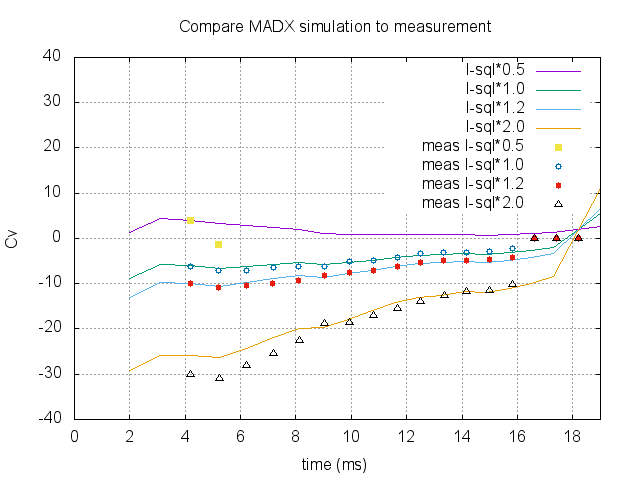 Compare MADX simulation to measurement
40
30
20
10
0
-10
-20
-30
-40
Cv
l-sql*0.5
l-sql*1.0
l-sql*1.2
l-sql*2.0
meas l-sql*0.5
meas l-sql*1.0
meas l-sql*1.2
meas l-sql*2.0
0 2 4 6 8 10 12 14 16 18
time (ms)